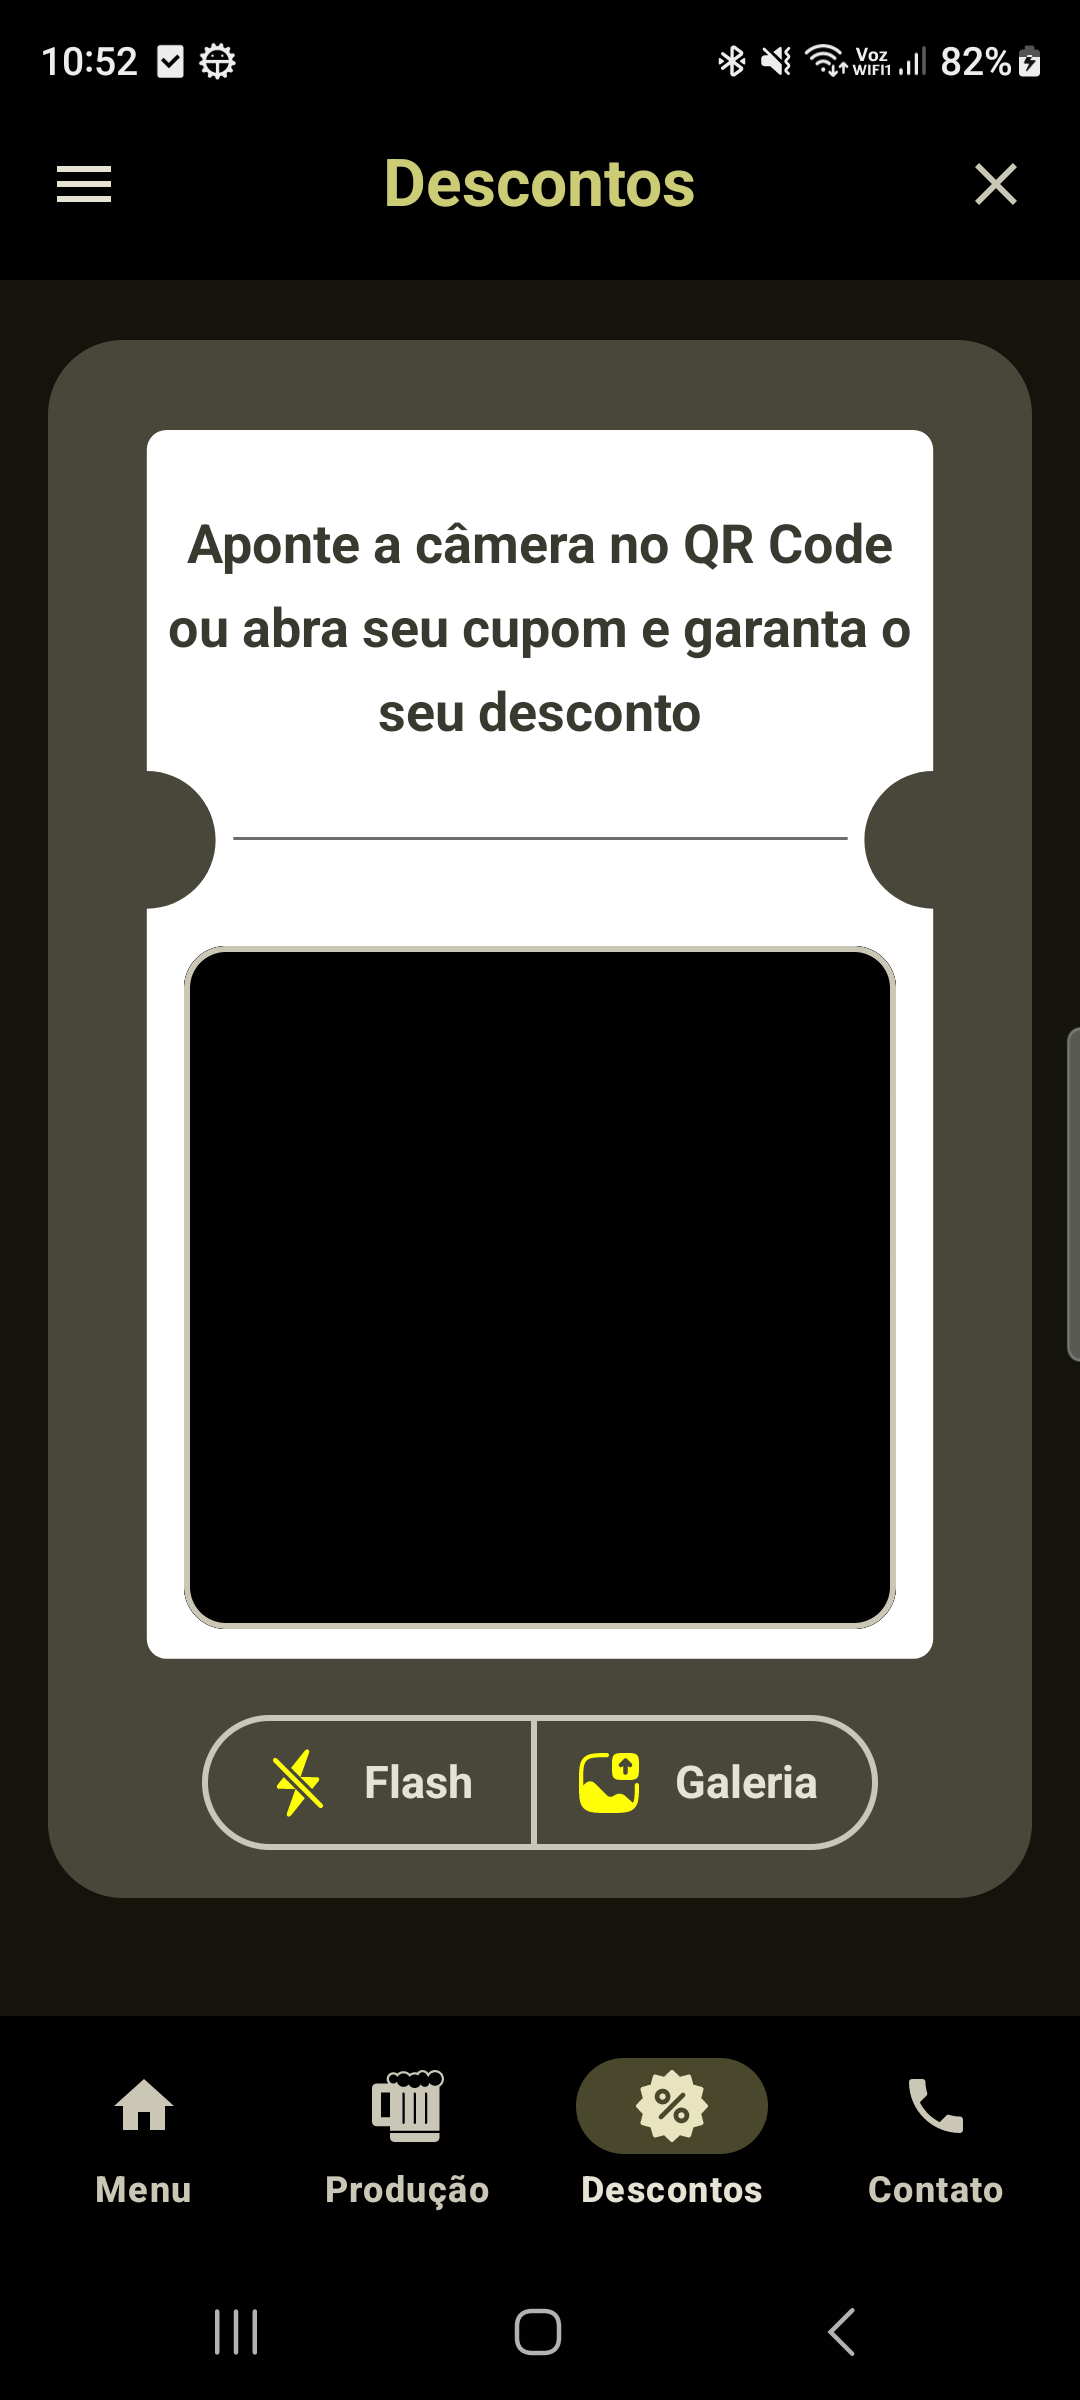 10:52
Voz
WIFI1
82%
Descontos
Aponte a câmera no QR Code
ou abra seu cupom e garanta o
seu desconto
Flash
Galeria
Menu
Produção
Descontos
Contato